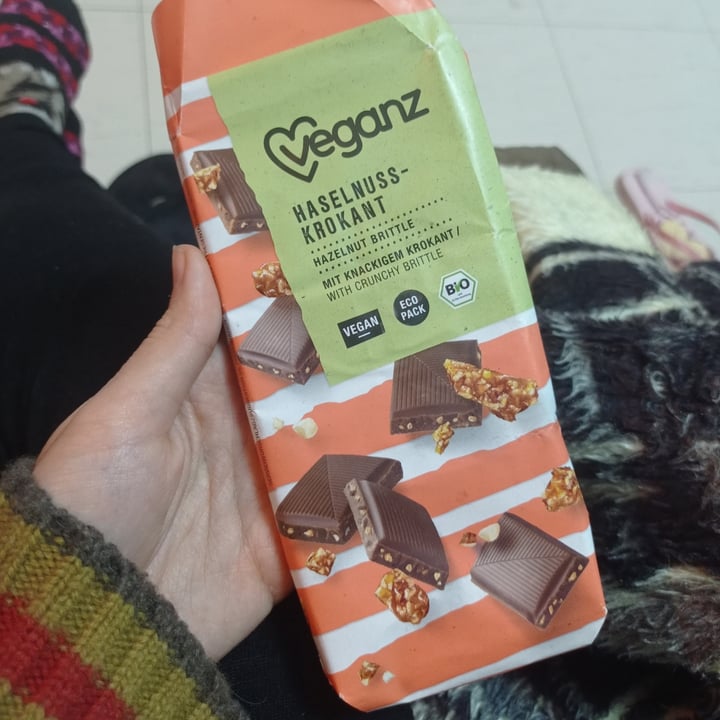 veganz
HASELNUSS-
KROKANT
HAZELNUT BRITTLE
MIT KNACKIGEM KROKANT /
WITH CRUNCHY BRITTLE
VEGAN
ECO
PACK
BIO